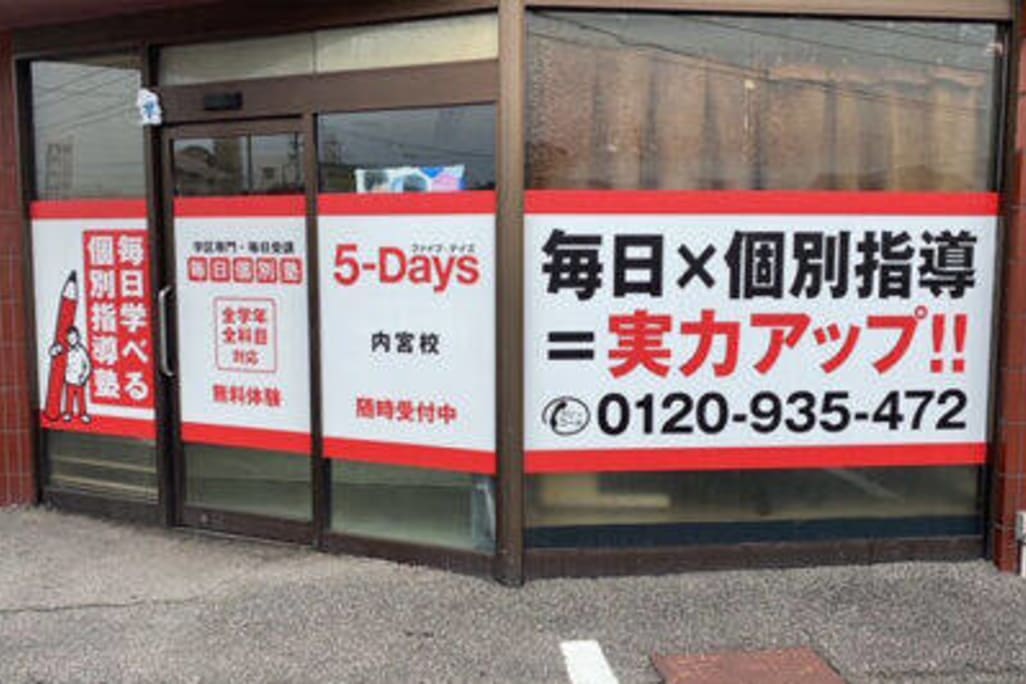 毎日学べる
個別指導塾
学区専門・毎日受講
毎日個別塾
全学年
全科目
対応
無料体験
ファイブ・デイズ
5-Days
内宮校
随時受付中
毎日×個別指導
=実力アップ!!
0120-935-472